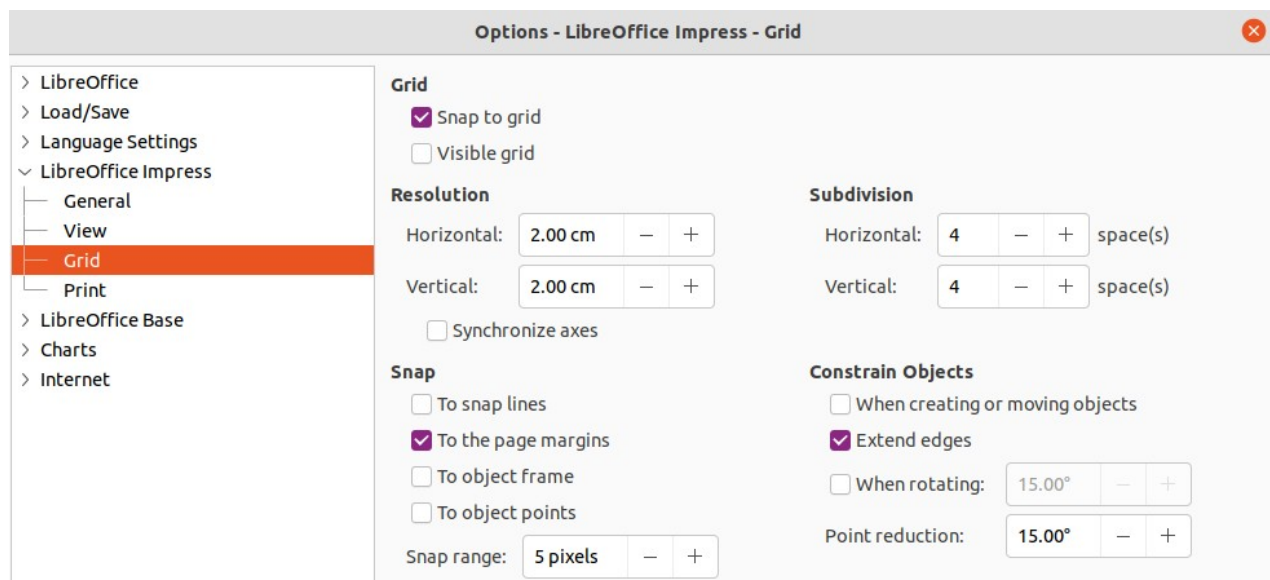 Options - LibreOffice Impress - Grid
LibreOffice
Load/Save
Language Settings
LibreOffice Impress
General
View
Grid
Print
LibreOffice Base
Charts
Internet
Grid
Snap to grid
Visible grid
Resolution
Horizontal: 2.00 cm
Vertical: 2.00 cm
Synchronize axes
Subdivision
Horizontal: 4 space(s)
Vertical: 4 space(s)
Snap
To snap lines
To the page margins
To object frame
To object points
Snap range: 5 pixels
Constrain Objects
When creating or moving objects
Extend edges
When rotating: 15.00°
Point reduction: 15.00°